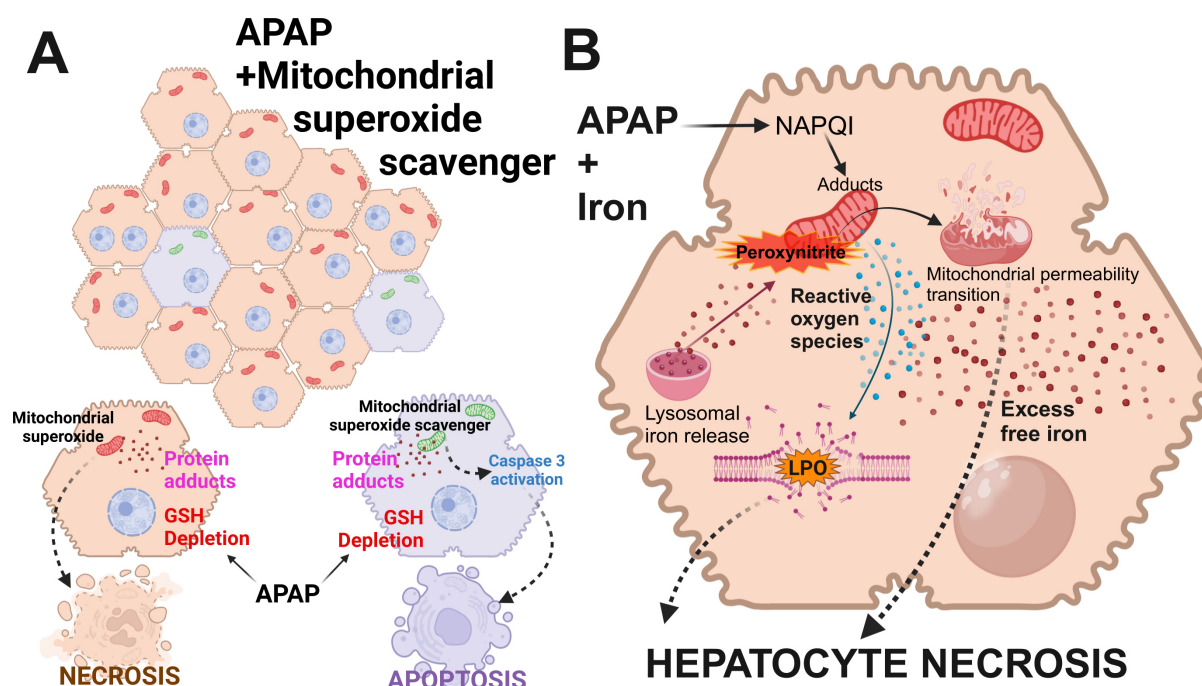 A
APAP
+Mitochondrial
superoxide
scavenger
Mitochondrial
superoxide
Protein
adducts
GSH
Depletion
Mitochondrial
superoxide scavenger
Protein
adducts
Caspase 3
activation
GSH
Depletion
APAP
NECROSIS
APOPTOSIS
B
APAP
+
Iron
NAPQI
Adducts
Peroxynitrite
Mitochondrial permeability
transition
Reactive
oxygen
species
Lysosomal
iron release
Excess
free iron
LPO
HEPATOCYTE NECROSIS